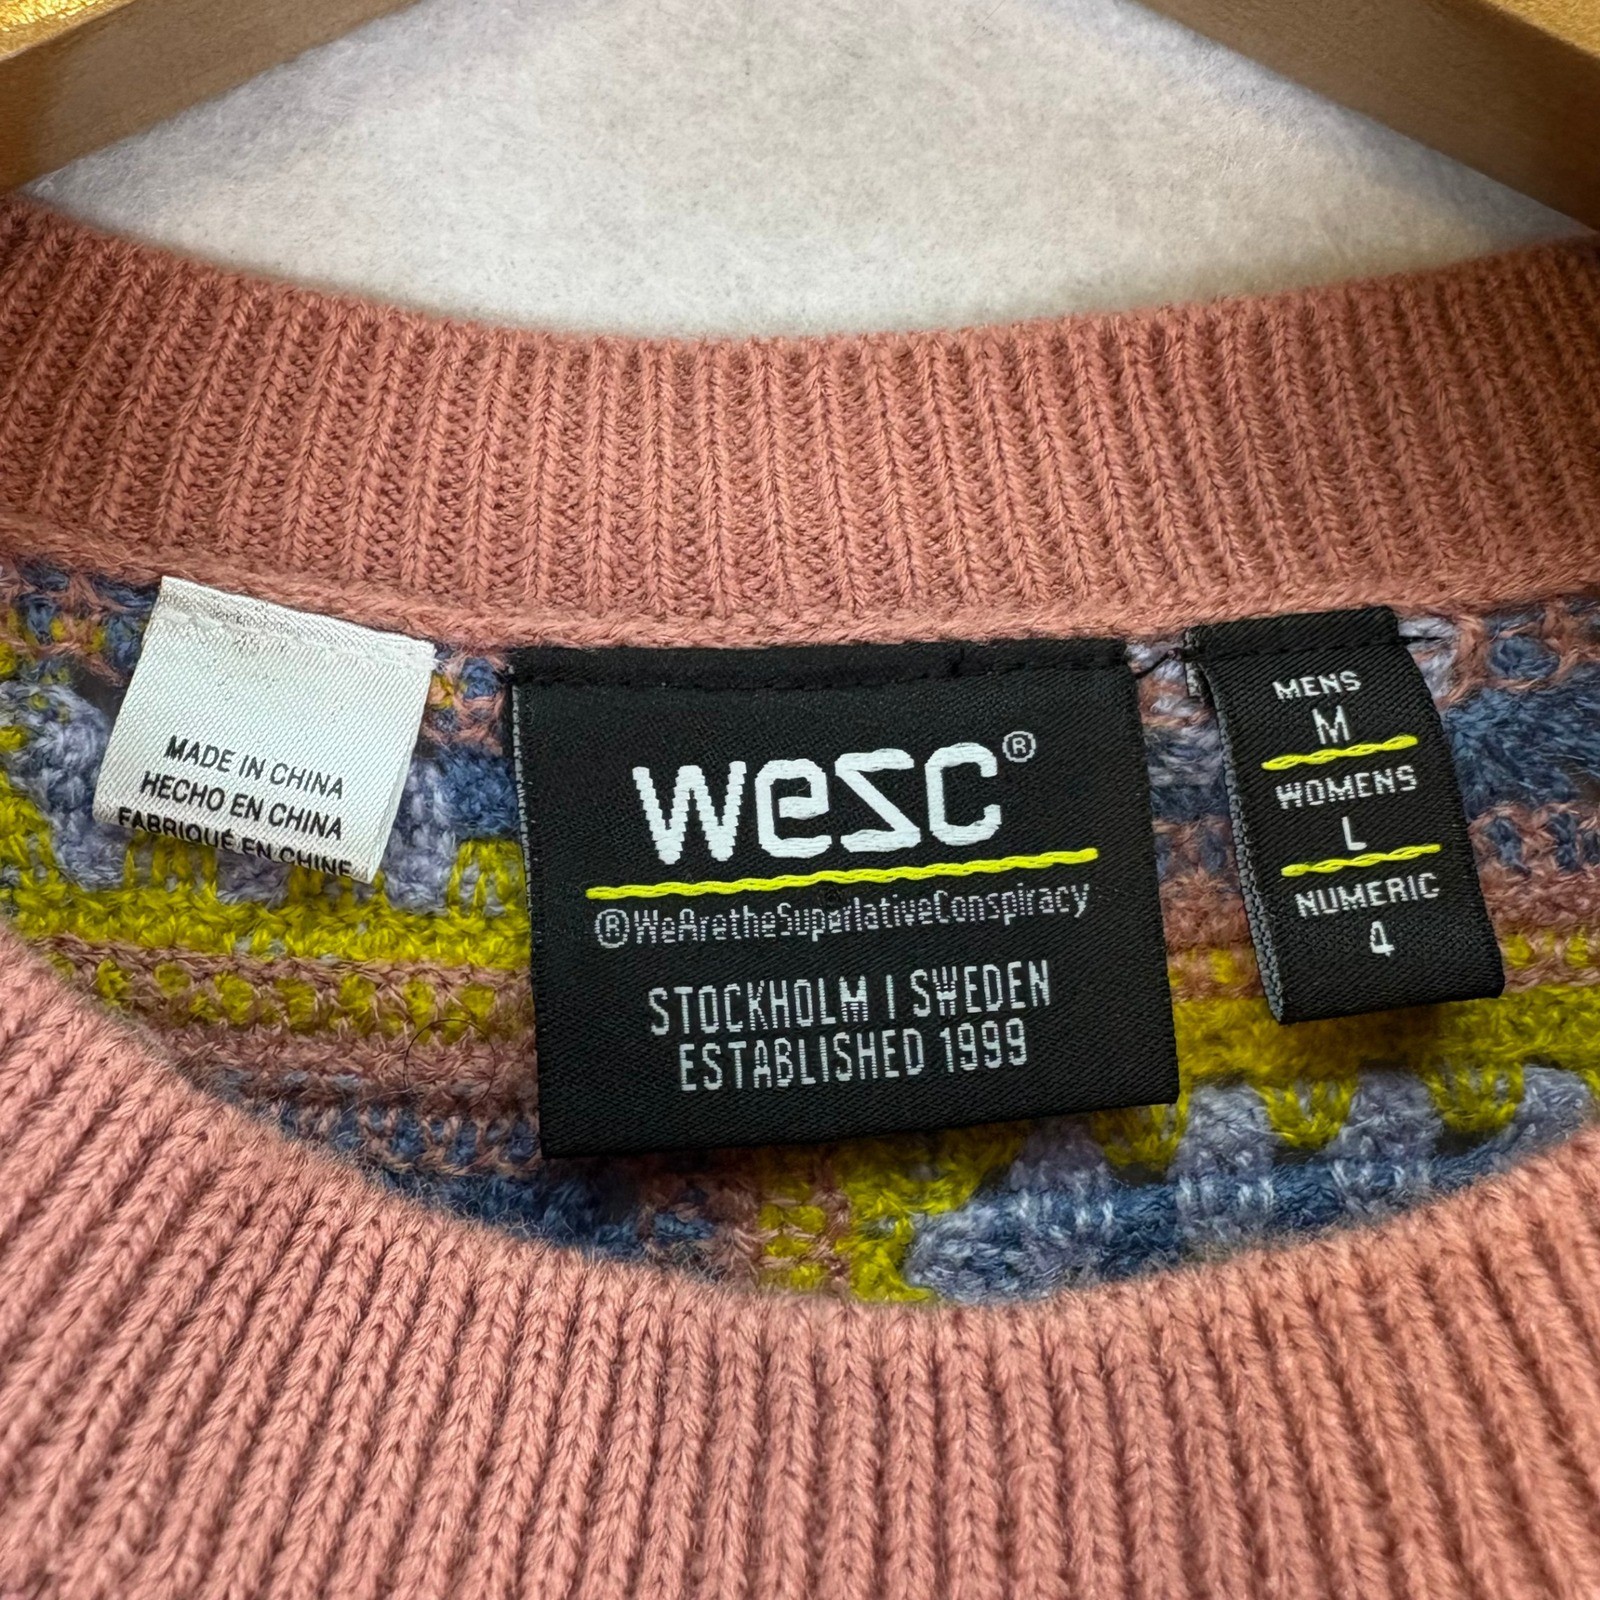 MADE IN CHINA
HECHO EN CHINA
FABRIQUÉ EN CHINE
wesc®
®WeAretheSuperlativeConspiracy
STOCKHOLM | SWEDEN
ESTABLISHED 1999
MENS
M
WOMENS
L
NUMERIC
4